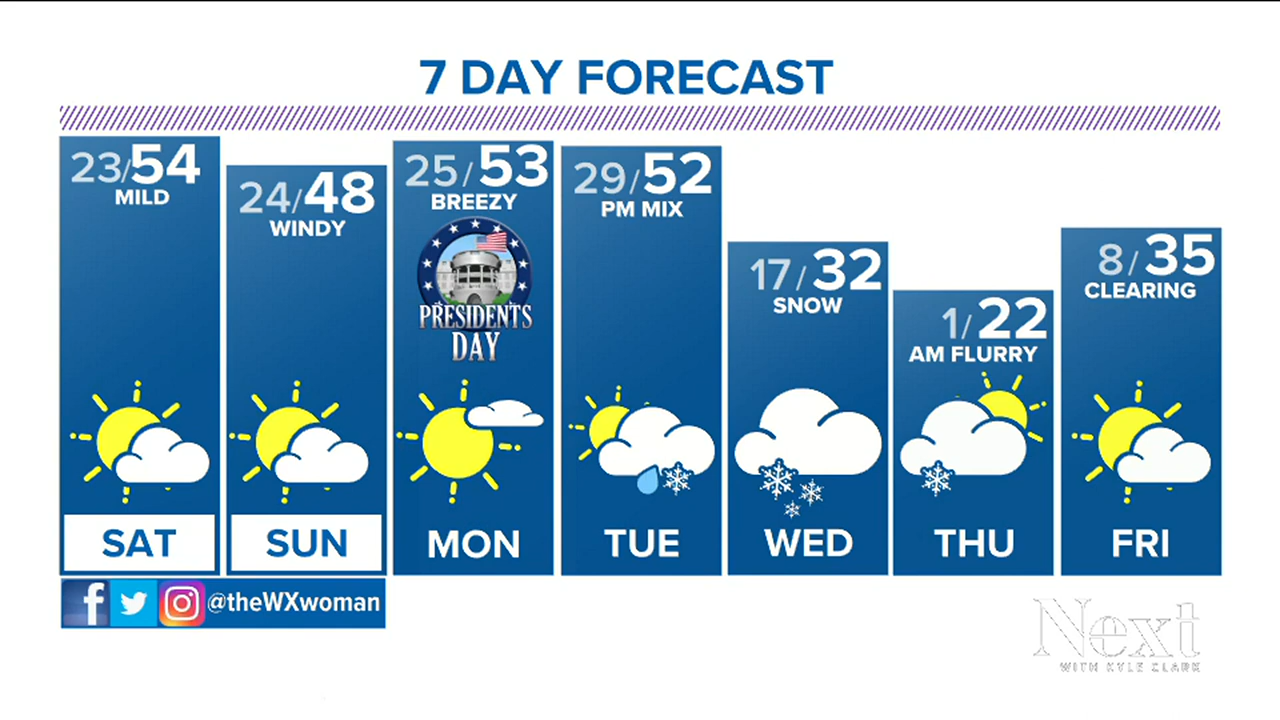 7 DAY FORECAST
23/54
MILD
24/48
WINDY
25/53
BREEZY
PRESIDENTS
DAY
29/52
PM MIX
17/32
SNOW
1/22
AM FLURRY
8/35
CLEARING
SAT
SUN
MON
TUE
WED
THU
FRI
f @theWXwoman
Next
WITH KYLE CLARK